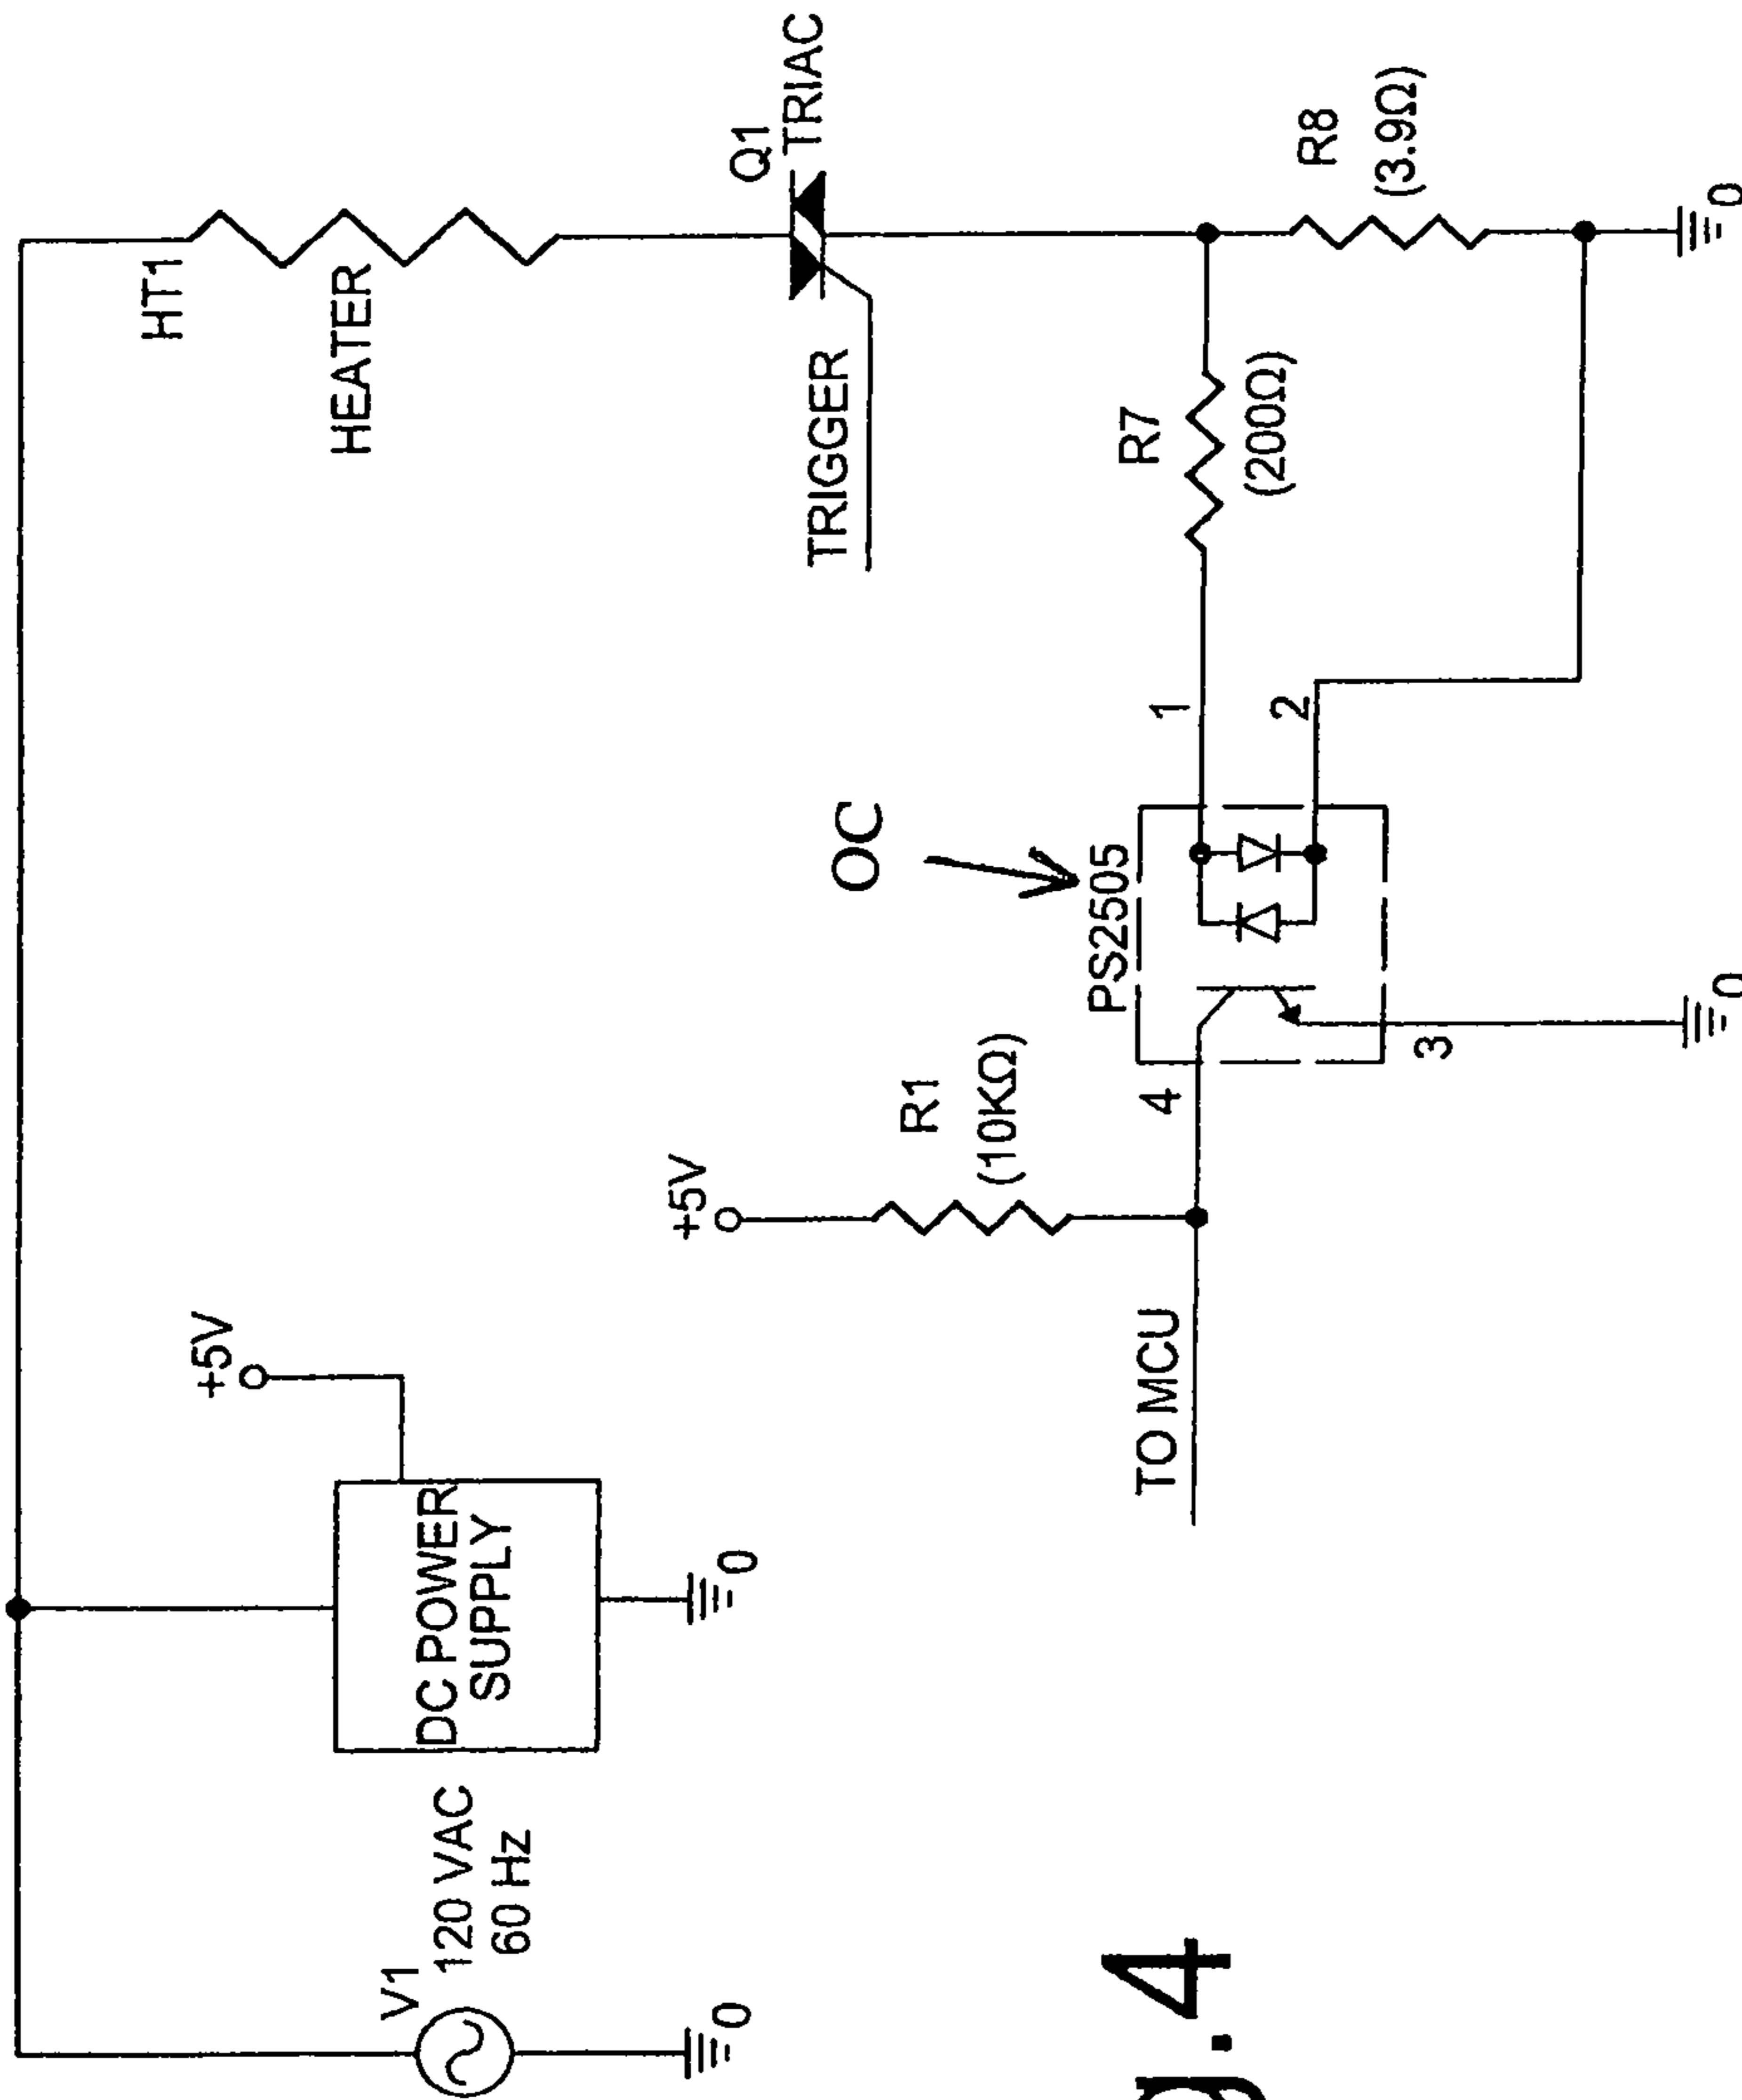 HT1
HEATER
Q1
TRIAC
TRIGGER
R7
(200Ω)
R8
(3.9Ω)
0
OC
PS2505
1
2
3
4
0
+5V
R1
(10KΩ)
TO MCU
+5V
DC POWER
SUPPLY
0
V1
120 VAC
60 Hz
0
g.4